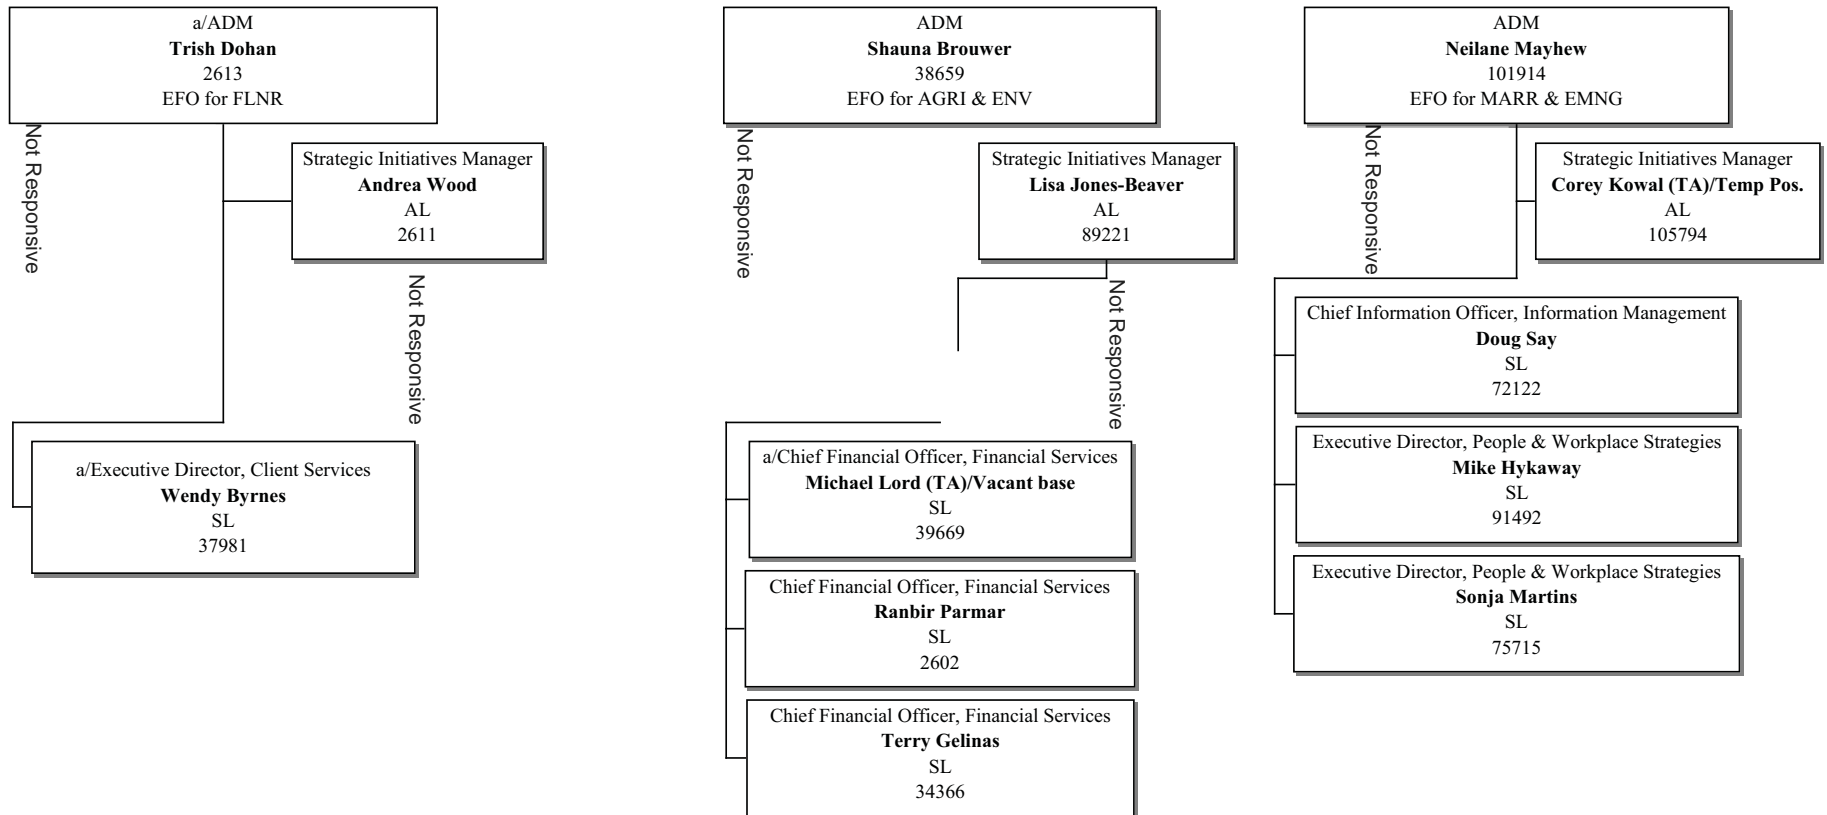 a/ADM
Trish Dohan
2613
EFO for FLNR
Not Responsive
Strategic Initiatives Manager
Andrea Wood
AL
2611
Not Responsive
a/Executive Director, Client Services
Wendy Byrnes
SL
37981
ADM
Shauna Brouwer
38659
EFO for AGRI & ENV
Not Responsive
Strategic Initiatives Manager
Lisa Jones-Beaver
AL
89221
Not Responsive
a/Chief Financial Officer, Financial Services
Michael Lord (TA)/Vacant base
SL
39669
Chief Financial Officer, Financial Services
Ranbir Parmar
SL
2602
Chief Financial Officer, Financial Services
Terry Gelinas
SL
34366
ADM
Neilane Mayhew
101914
EFO for MARR & EMNG
Not Responsive
Strategic Initiatives Manager
Corey Kowal (TA)/Temp Pos.
AL
105794
Chief Information Officer, Information Management
Doug Say
SL
72122
Executive Director, People & Workplace Strategies
Mike Hykaway
SL
91492
Executive Director, People & Workplace Strategies
Sonja Martins
SL
75715